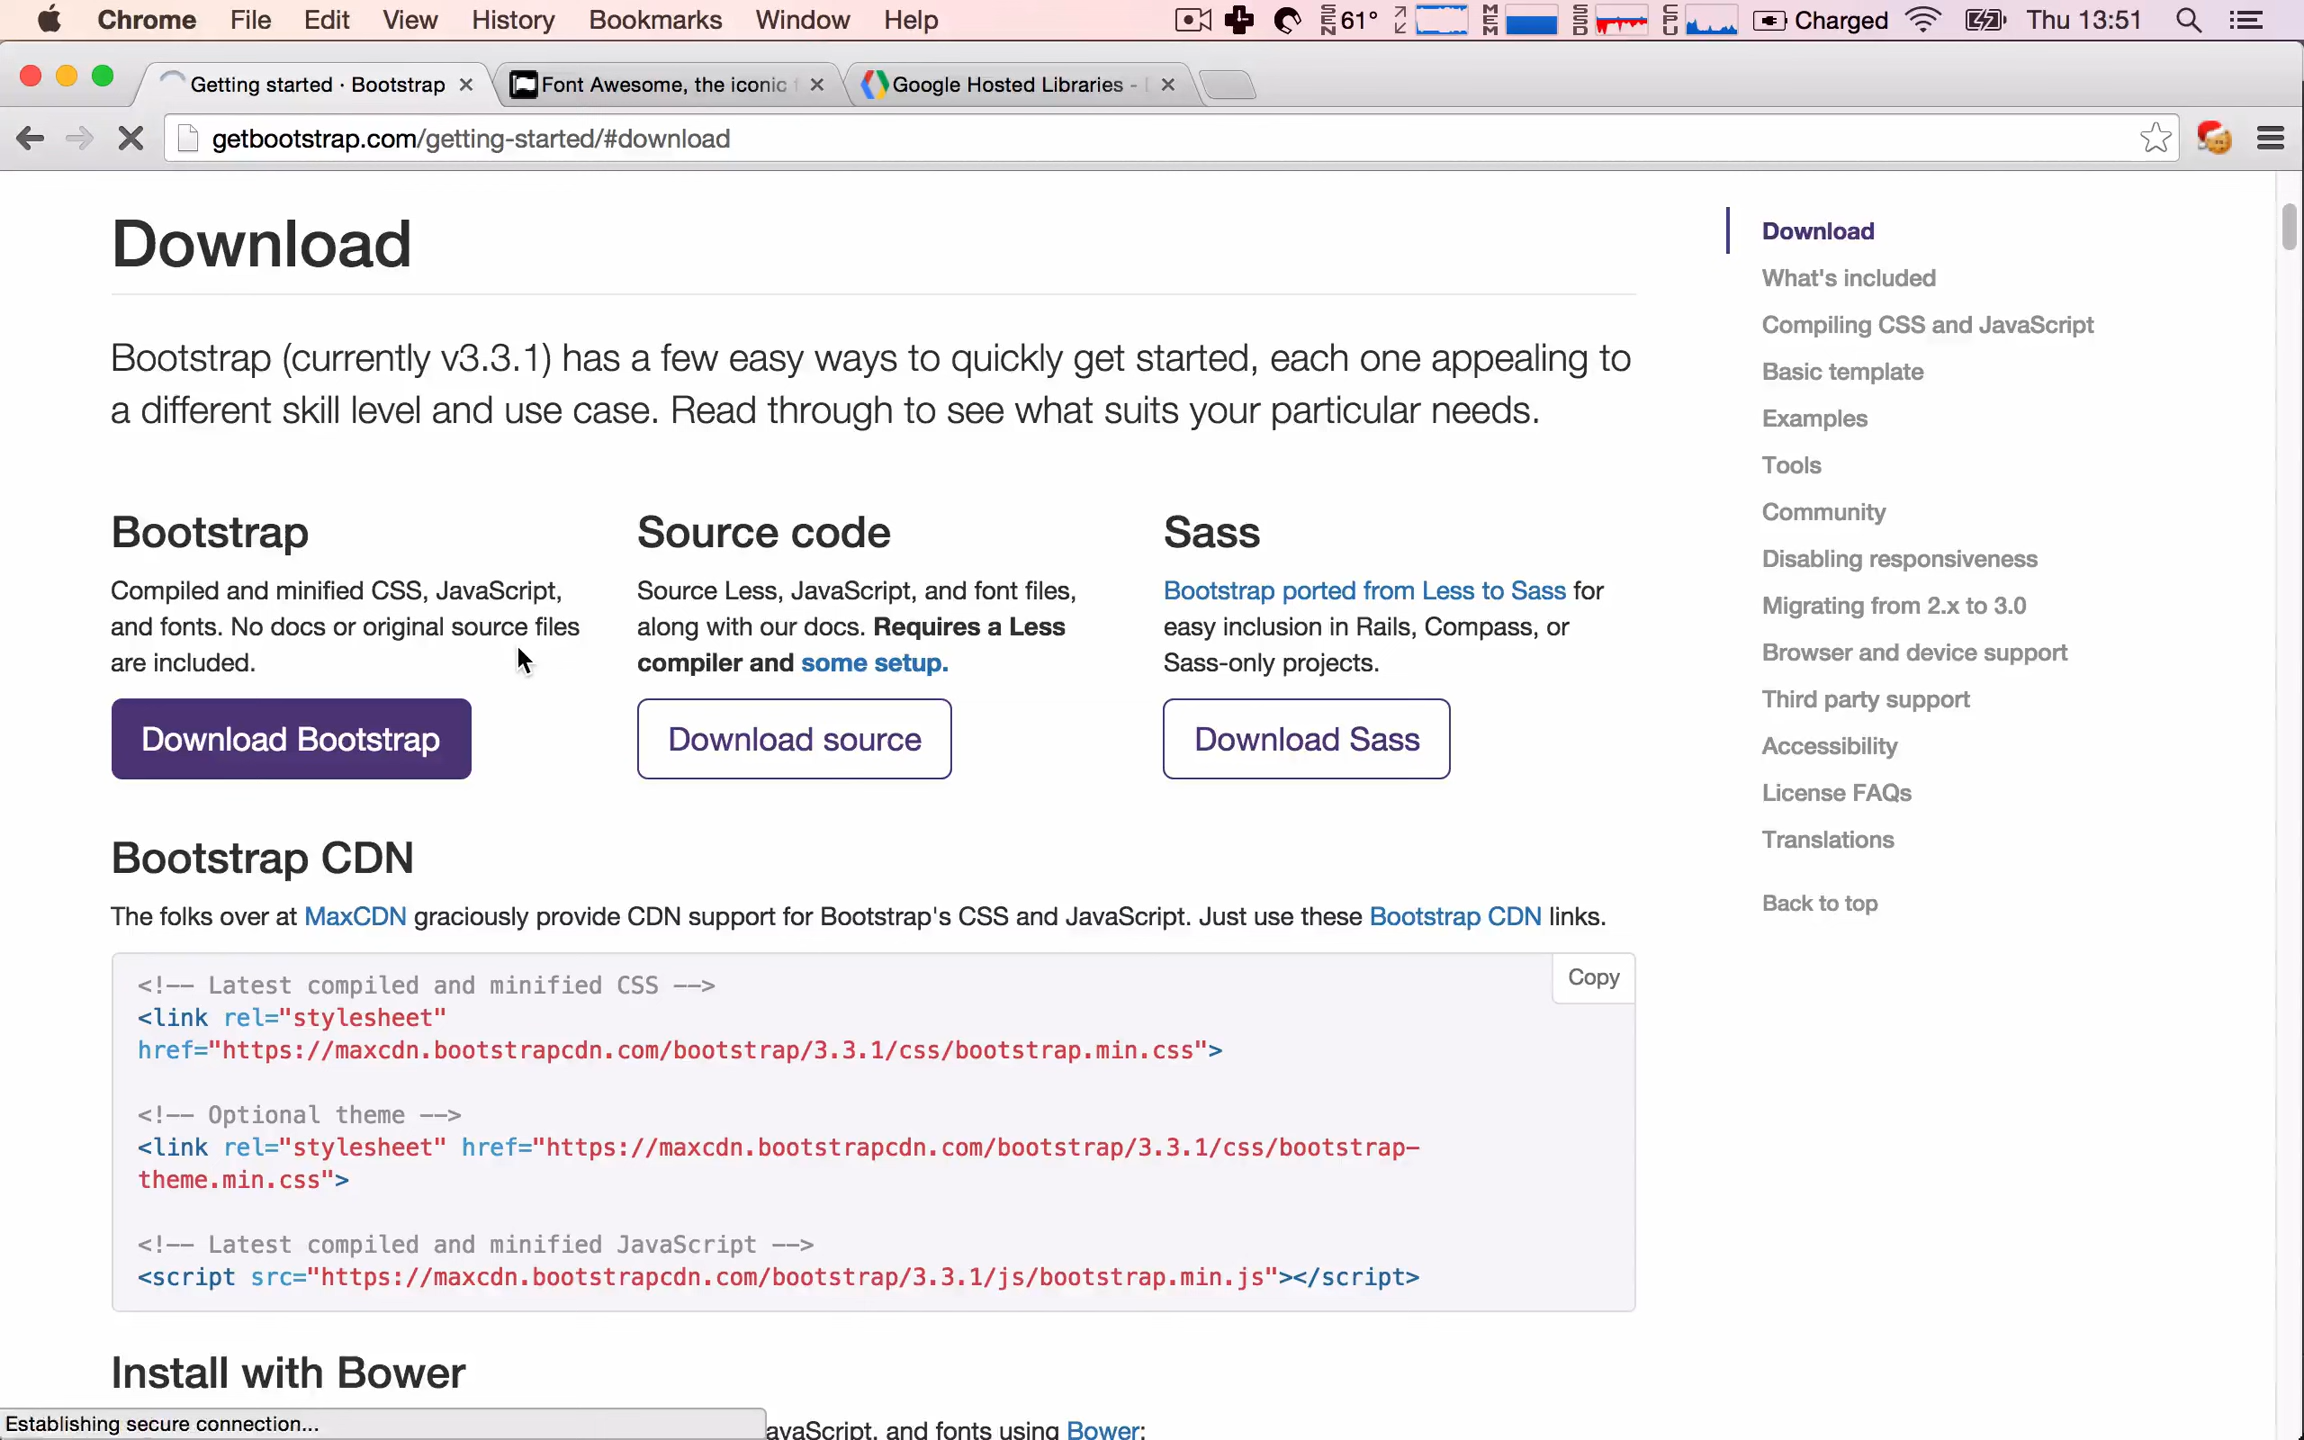 Chrome File Edit View History Bookmarks Window Help SEN 61° MEM SSD CPU Charged Thu 13:51
Getting started · Bootstrap Font Awesome, the iconic Google Hosted Libraries -
getbootstrap.com/getting-started/#download
Download
Bootstrap (currently v3.3.1) has a few easy ways to quickly get started, each one appealing to
a different skill level and use case. Read through to see what suits your particular needs.
Bootstrap
Compiled and minified CSS, JavaScript,
and fonts. No docs or original source files
are included.
Download Bootstrap
Source code
Source Less, JavaScript, and font files,
along with our docs. Requires a Less
compiler and some setup.
Download source
Sass
Bootstrap ported from Less to Sass for
easy inclusion in Rails, Compass, or
Sass-only projects.
Download Sass
Bootstrap CDN
The folks over at MaxCDN graciously provide CDN support for Bootstrap's CSS and JavaScript. Just use these Bootstrap CDN links.
Copy
<!-- Latest compiled and minified CSS -->
<link rel="stylesheet"
href="https://maxcdn.bootstrapcdn.com/bootstrap/3.3.1/css/bootstrap.min.css">
<!-- Optional theme -->
<link rel="stylesheet" href="https://maxcdn.bootstrapcdn.com/bootstrap/3.3.1/css/bootstrap-
theme.min.css">
<!-- Latest compiled and minified JavaScript -->
<script src="https://maxcdn.bootstrapcdn.com/bootstrap/3.3.1/js/bootstrap.min.js"></script>
Install with Bower
avaScript, and fonts using Bower:
Establishing secure connection...
Download
What's included
Compiling CSS and JavaScript
Basic template
Examples
Tools
Community
Disabling responsiveness
Migrating from 2.x to 3.0
Browser and device support
Third party support
Accessibility
License FAQs
Translations
Back to top